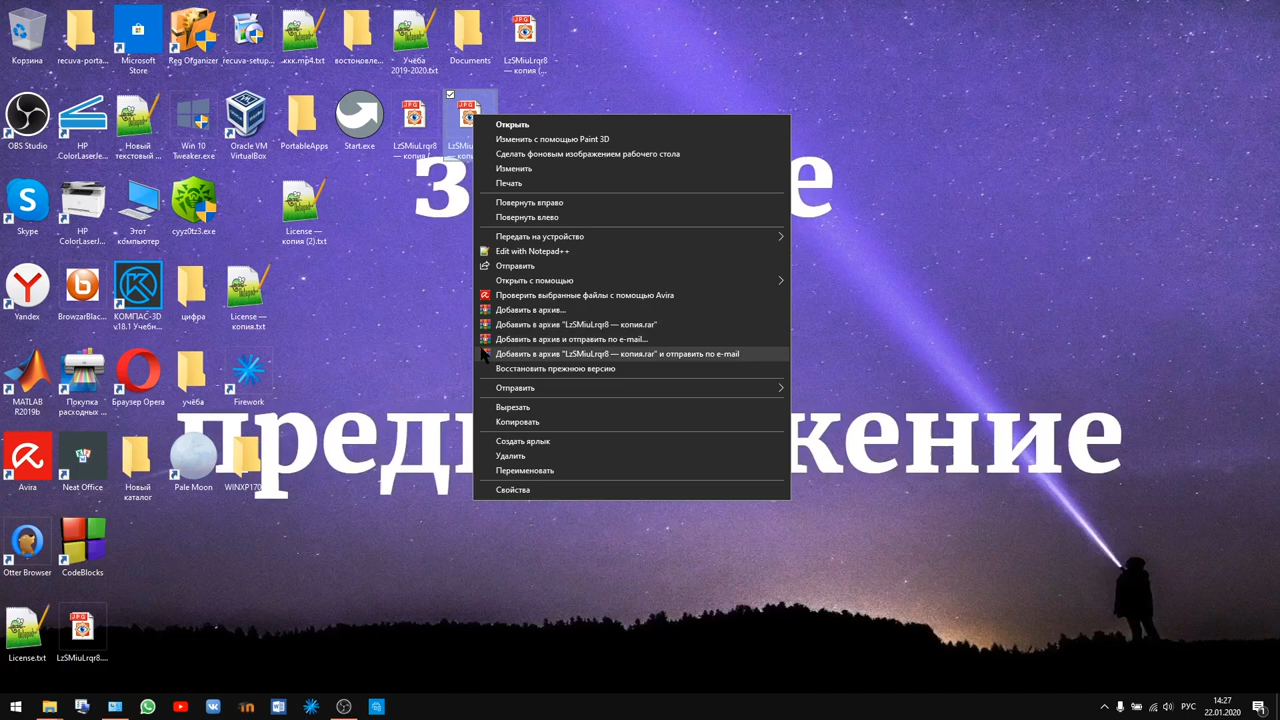 Корзина
recuva-porta...
Microsoft
Store
Reg Organizer
recuva-setup...
востоновле...
Учёба
2019-2020.txt
Documents
LzSMiuLrqr8
— копия (...
OBS Studio
HP
ColorLaserJe...
Новый
текстовый ...
Win 10
Tweaker.exe
Oracle VM
VirtualBox
PortableApps
Start.exe
LzSMiuLrqr8
— копия (...
Skype
HP
ColorLaserJ...
Этот
компьютер
cyyz0tz3.exe
License —
копия (2).txt
Yandex
BrowzarBlac...
КОМПАС-3D
v18.1 Учебн...
цифра
License —
копия.txt
MATLAB
R2019b
Покупка
расходных ...
Браузер Opera
учёба
Firework
Avira
Neat Office
Новый
каталог
Pale Moon
WINXP170
Otter Browser
CodeBlocks
License.txt
LzSMiuLrqr8....
Открыть
Изменить с помощью Paint 3D
Сделать фоновым изображением рабочего стола
Изменить
Печать
Повернуть вправо
Повернуть влево
Передать на устройство
Edit with Notepad++
Отправить
Открыть с помощью
Проверить выбранные файлы с помощью Avira
Добавить в архив...
Добавить в архив "LzSMiuLrqr8 — копия.rar"
Добавить в архив и отправить по e-mail...
Добавить в архив "LzSMiuLrqr8 — копия.rar" и отправить по e-mail
Восстановить прежнюю версию
Отправить
Вырезать
Копировать
Создать ярлык
Удалить
Переименовать
Свойства
РУС
14:27
22.01.2020